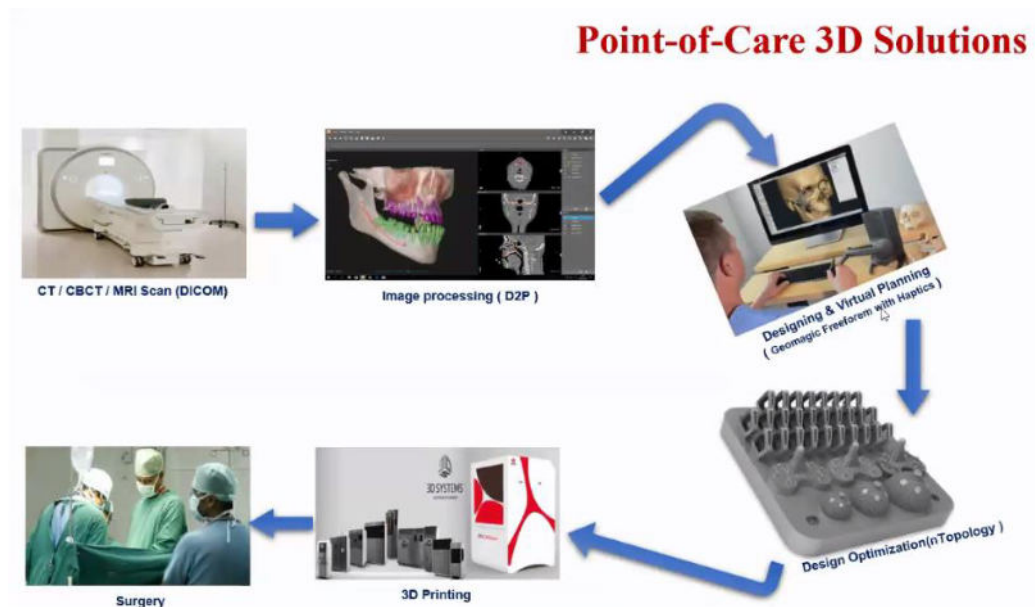 Point-of-Care 3D Solutions
CT / CBCT / MRI Scan (DICOM)
Image processing ( D2P )
Designing & Virtual Planning
( Geomagic Freeforem with Haptics )
Design Optimization(nTopology )
3D SYSTEMS
3D Printing
Surgery